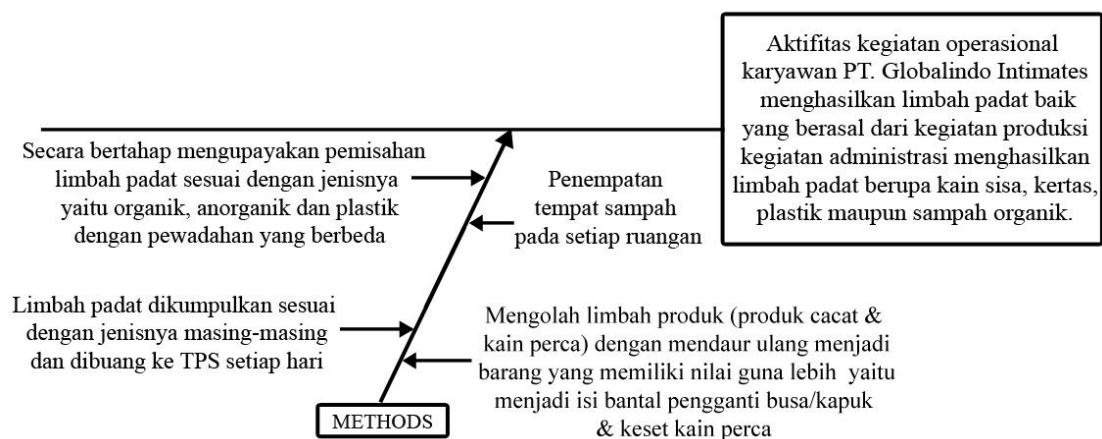 Aktifitas kegiatan operasional
karyawan PT. Globalindo Intimates
menghasilkan limbah padat baik
yang berasal dari kegiatan produksi
kegiatan administrasi menghasilkan
limbah padat berupa kain sisa, kertas,
plastik maupun sampah organik.
Secara bertahap mengupayakan pemisahan
limbah padat sesuai dengan jenisnya
yaitu organik, anorganik dan plastik
dengan pewadahan yang berbeda
Penempatan
tempat sampah
pada setiap ruangan
Limbah padat dikumpulkan sesuai
dengan jenisnya masing-masing
dan dibuang ke TPS setiap hari
Mengolah limbah produk (produk cacat &
kain perca) dengan mendaur ulang menjadi
barang yang memiliki nilai guna lebih yaitu
menjadi isi bantal pengganti busa/kapuk
& keset kain perca
METHODS